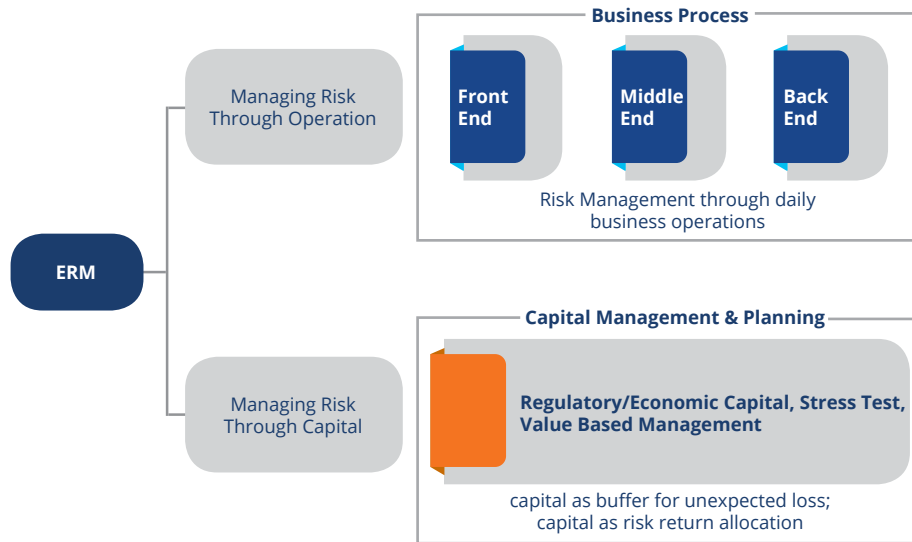 Business Process
Managing Risk
Through Operation
Front
End
Middle
End
Back
End
Risk Management through daily
business operations
ERM
Capital Management & Planning
Managing Risk
Through Capital
Regulatory/Economic Capital, Stress Test,
Value Based Management
capital as buffer for unexpected loss;
capital as risk return allocation